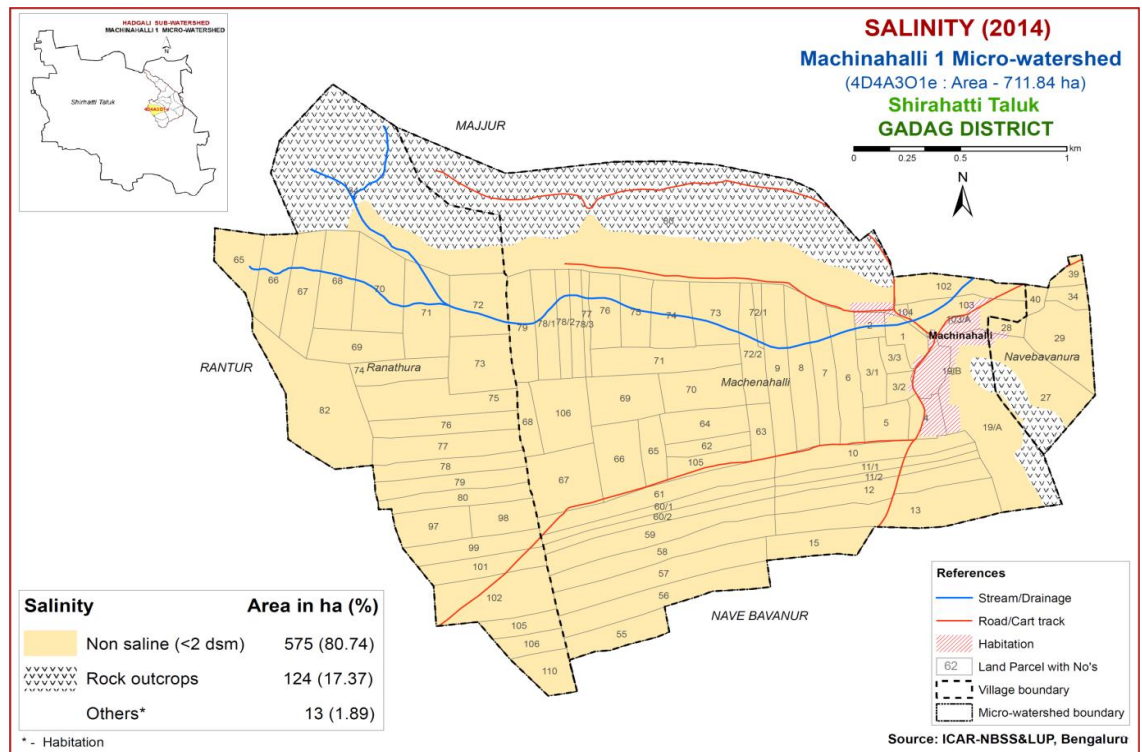 HADGALI SUB-WATERSHED
MACHINAHALLI 1 MICRO-WATERSHED
N
Shirhatti Taluk
4D4A3O1e
SALINITY (2014)
Machinahalli 1 Micro-watershed
(4D4A3O1e : Area - 711.84 ha)
Shirahatti Taluk
GADAG DISTRICT
km
0 0.25 0.5 1
N
MAJJUR
RANTUR
NAVE BAVANUR
Ranathura
Machenahalli
Machinahalli
Navebavanura
65
66
67
68
70
71
72
69
74
73
82
75
76
77
78
79
80
97
98
99
101
102
105
106
110
79
78/1
78/2
77
78/3
76
75
74
73
72/1
72/2
71
68
106
69
70
64
62
63
67
66
65
105
9
8
7
6
2
104
1
3/3
3/1
3/2
5
4
102
103
103/A
19/B
19/A
28
40
39
34
29
27
10
11/1
11/2
12
13
15
61
60/1
60/2
59
58
57
56
55
Salinity Area in ha (%)
Non saline (<2 dsm) 575 (80.74)
Rock outcrops 124 (17.37)
Others* 13 (1.89)
* - Habitation
References
Stream/Drainage
Road/Cart track
Habitation
62 Land Parcel with No's
Village boundary
Micro-watershed boundary
Source: ICAR-NBSS&LUP, Bengaluru